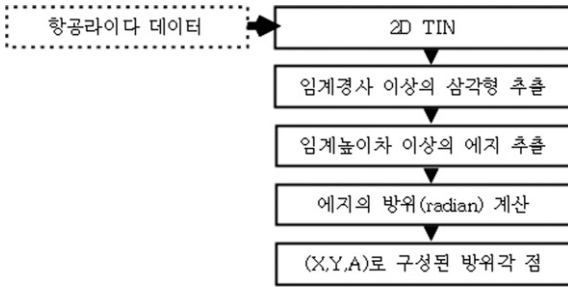 항공라이다 데이터
2D TIN
임계경사 이상의 삼각형 추출
임계높이차 이상의 에지 추출
에지의 방위(radian) 계산
(X,Y,A)로 구성된 방위각 점